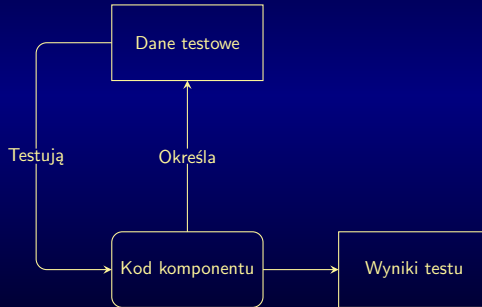 Dane testowe
Testują
Określa
Kod komponentu
Wyniki testu